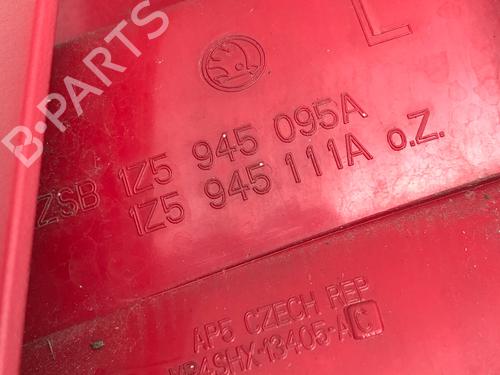 B-PARTS
L
ZSB 1Z5 945 095A
1Z5 945 111A o.Z.
AP5 CZECH REP